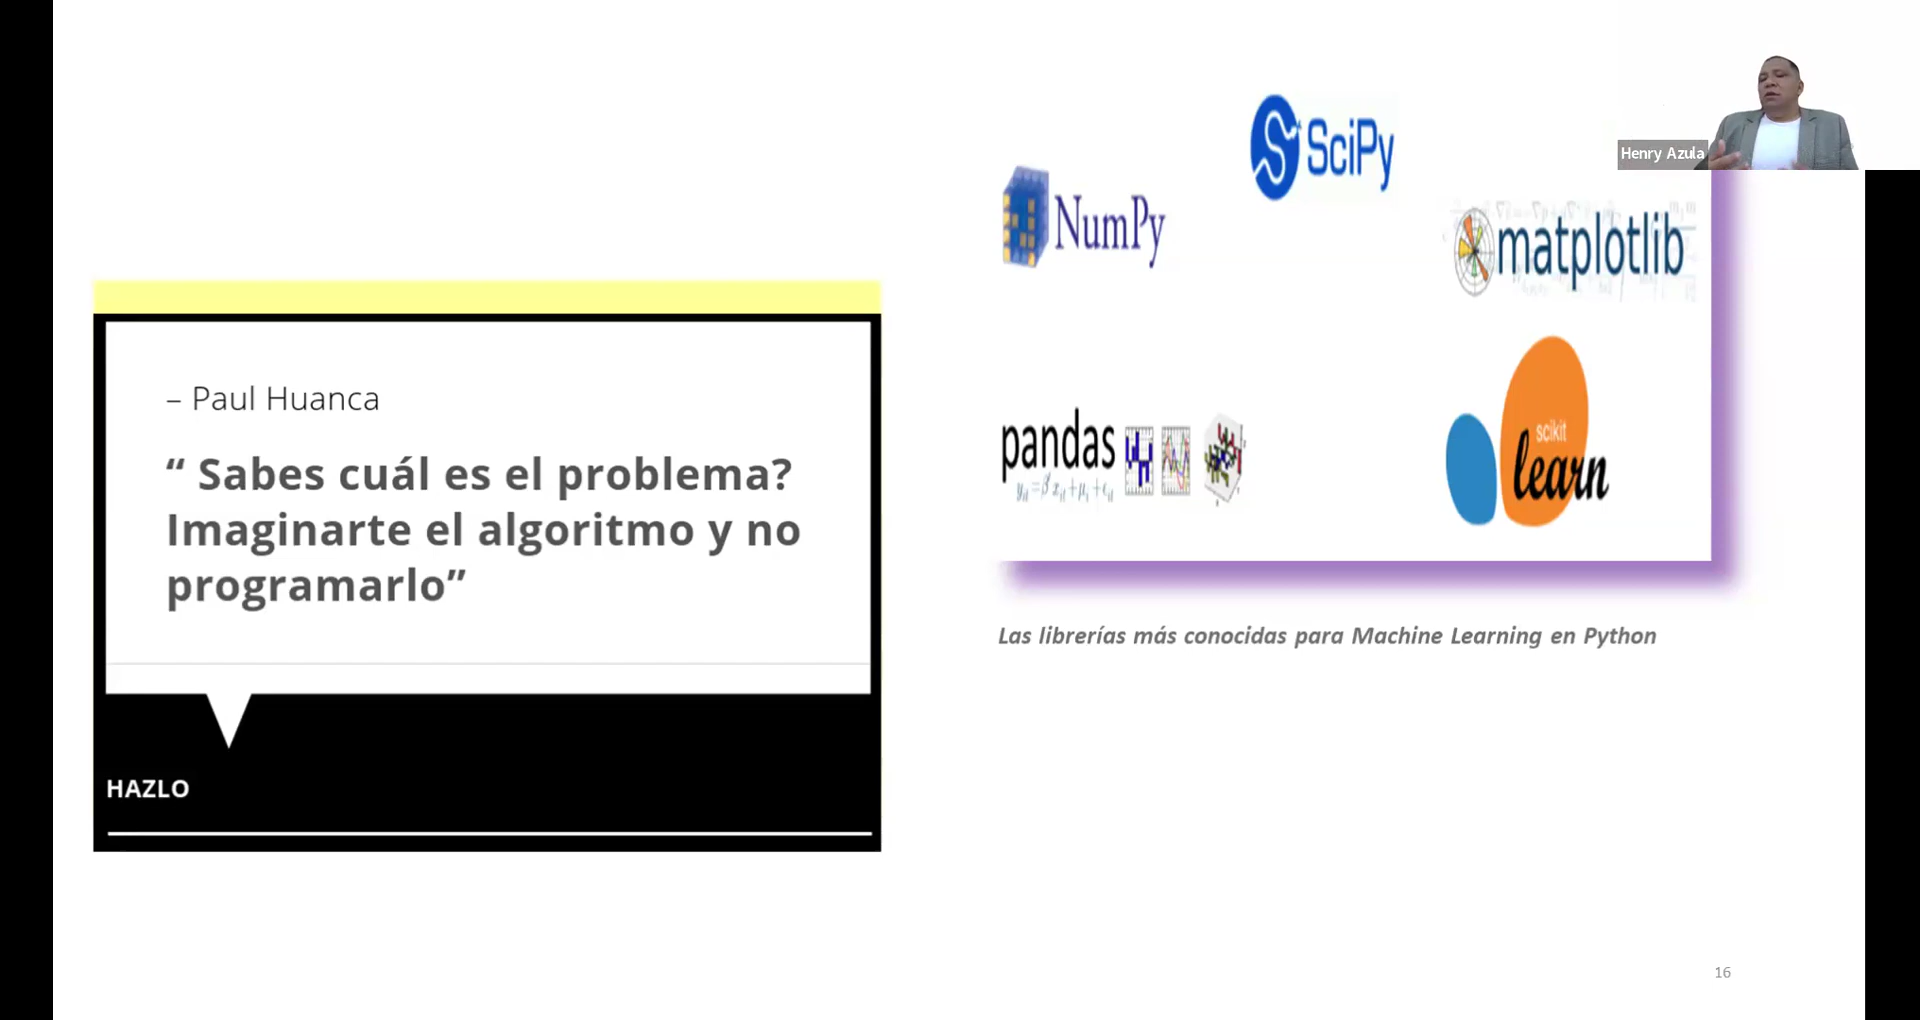 Henry Azula
SciPy
NumPy
matplotlib
pandas
scikit
learn
Las librerías más conocidas para Machine Learning en Python
– Paul Huanca
“ Sabes cuál es el problema?
Imaginarte el algoritmo y no
programarlo”
HAZLO
16